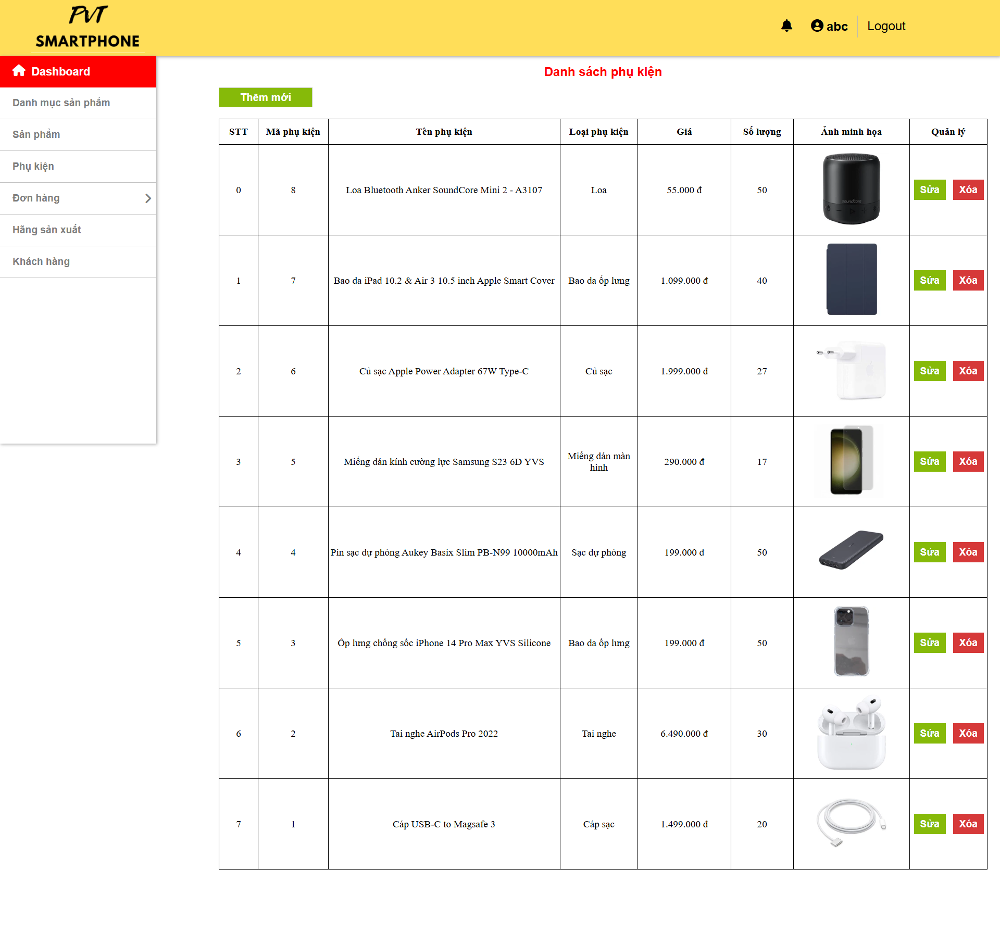 PVT
SMARTPHONE
abc
Logout
Dashboard
Danh mục sản phẩm
Sản phẩm
Phụ kiện
Đơn hàng
Hãng sản xuất
Khách hàng
Danh sách phụ kiện
Thêm mới
STT Mã phụ kiện Tên phụ kiện Loại phụ kiện Giá Số lượng Ảnh minh họa Quản lý
0 8 Loa Bluetooth Anker SoundCore Mini 2 - A3107 Loa 55.000 đ 50 soundcore Sửa Xóa
1 7 Bao da iPad 10.2 & Air 3 10.5 inch Apple Smart Cover Bao da ốp lưng 1.099.000 đ 40 Sửa Xóa
2 6 Củ sạc Apple Power Adapter 67W Type-C Củ sạc 1.999.000 đ 27 Sửa Xóa
3 5 Miếng dán kính cường lực Samsung S23 6D YVS Miếng dán màn hình 290.000 đ 17 Sửa Xóa
4 4 Pin sạc dự phòng Aukey Basix Slim PB-N99 10000mAh Sạc dự phòng 199.000 đ 50 Sửa Xóa
5 3 Ốp lưng chống sốc iPhone 14 Pro Max YVS Silicone Bao da ốp lưng 199.000 đ 50 Sửa Xóa
6 2 Tai nghe AirPods Pro 2022 Tai nghe 6.490.000 đ 30 Sửa Xóa
7 1 Cáp USB-C to Magsafe 3 Cáp sạc 1.499.000 đ 20 Sửa Xóa